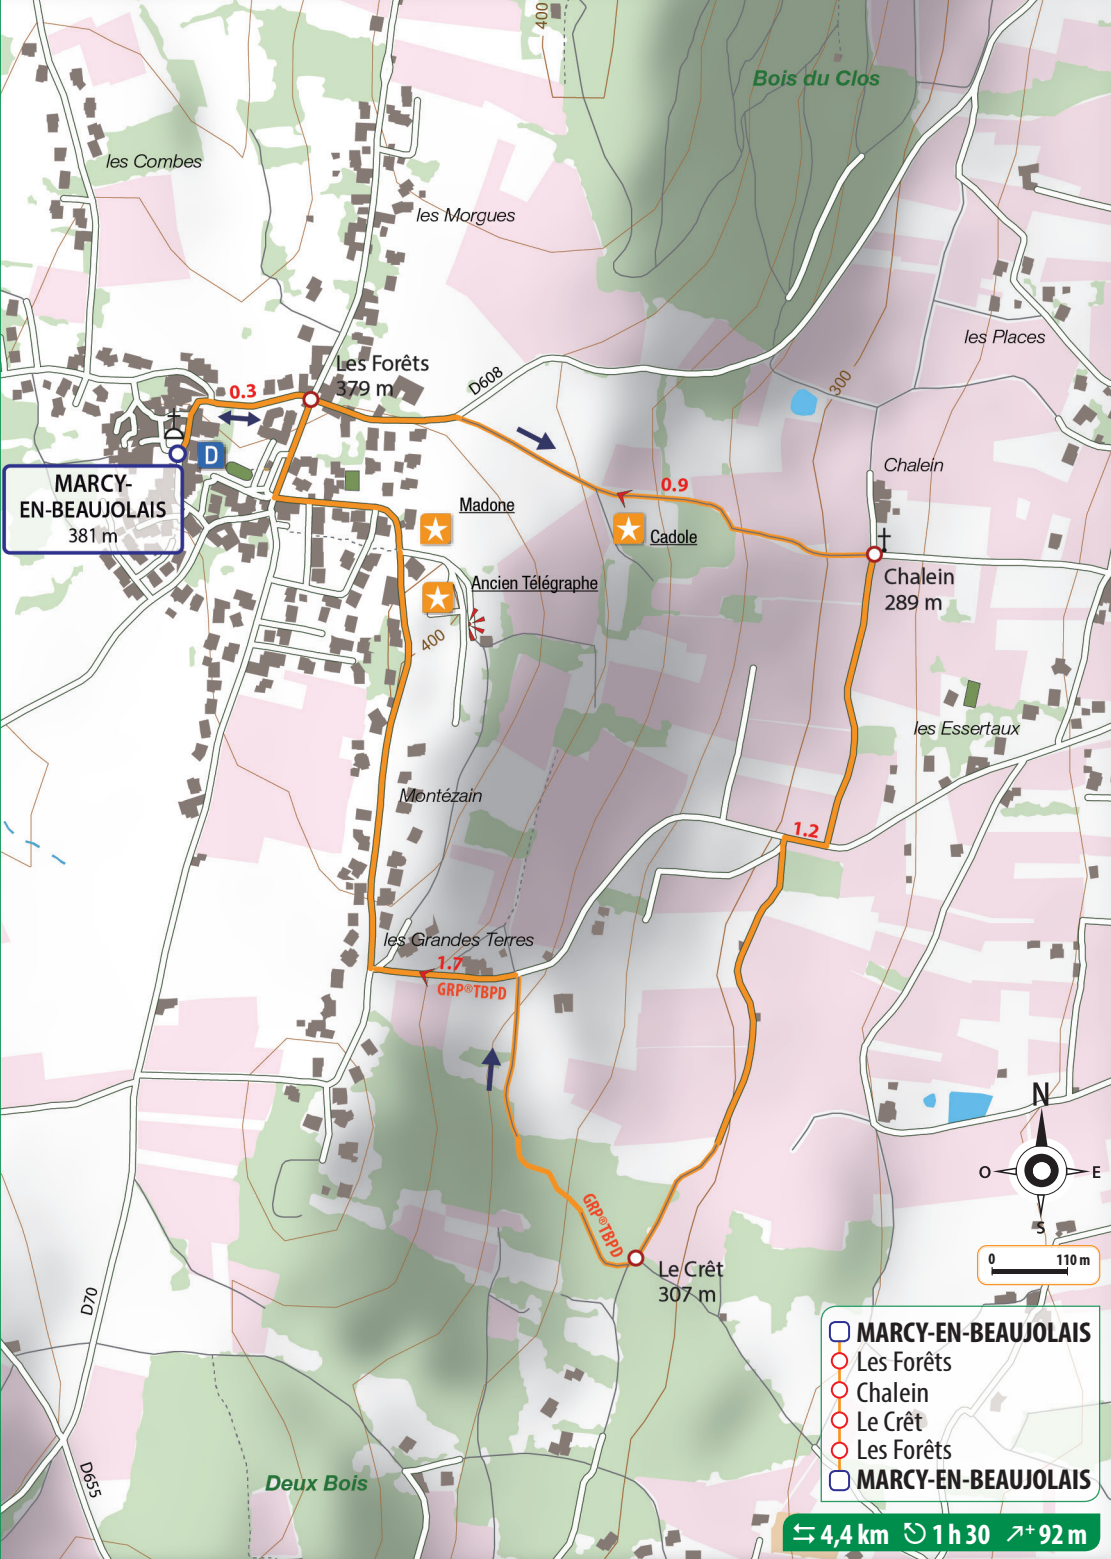 400
Bois du Clos
les Combes
les Morgues
les Places
Les Forêts
379 m
D608
300
0.3
D
MARCY-
EN-BEAUJOLAIS
381 m
Chalein
0.9
Madone
Cadole
Chalein
289 m
Ancien Télégraphe
400
les Essertaux
Montézain
1.2
les Grandes Terres
1.7
GRP®TBPD
N
O
E
S
GRP®TBPD
Le Crêt
307 m
0 110 m
D70
MARCY-EN-BEAUJOLAIS
Les Forêts
Chalein
Le Crêt
Les Forêts
MARCY-EN-BEAUJOLAIS
D655
Deux Bois
4,4 km 1 h 30 + 92 m